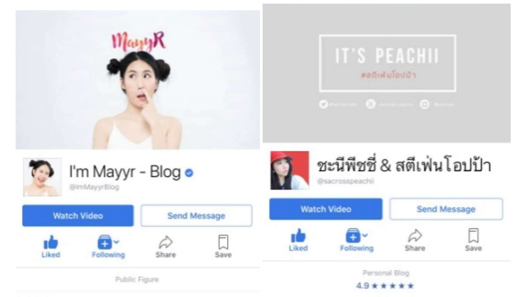 MayyR
I'm Mayyr - Blog
@ImMayyrBlog
Watch Video
Send Message
Liked
Following
Share
Save
Public Figure
IT'S PEACHII
#สตีเฟ่นโอปป้า
ชะนีพีชชี่ & สตีเฟ่นโอปป้า
@sacrosspeachii
Watch Video
Send Message
Liked
Following
Share
Save
Personal Blog
4.9 ★★★★★